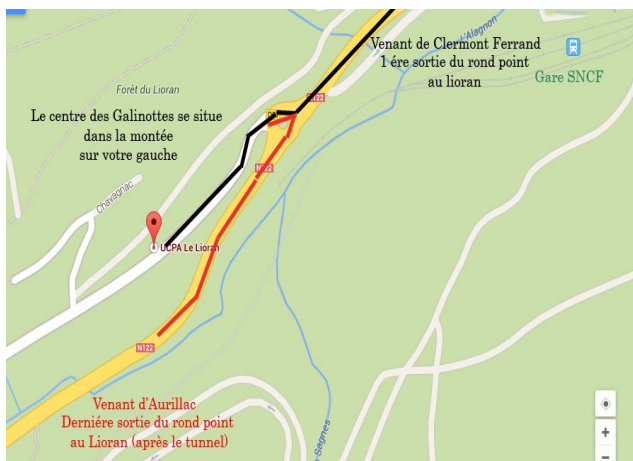 l'Alagnon
Venant de Clermont Ferrand
1 ére sortie du rond point
au lioran
Gare SNCF
Forêt du Lioran
N122
Le centre des Galinottes se situe
dans la montée
sur votre gauche
Chavagnac
UCPA Le Lioran
N122
Venant d'Aurillac
Derniére sortie du rond point
au Lioran (après le tunnel)
Sagnes
+
−